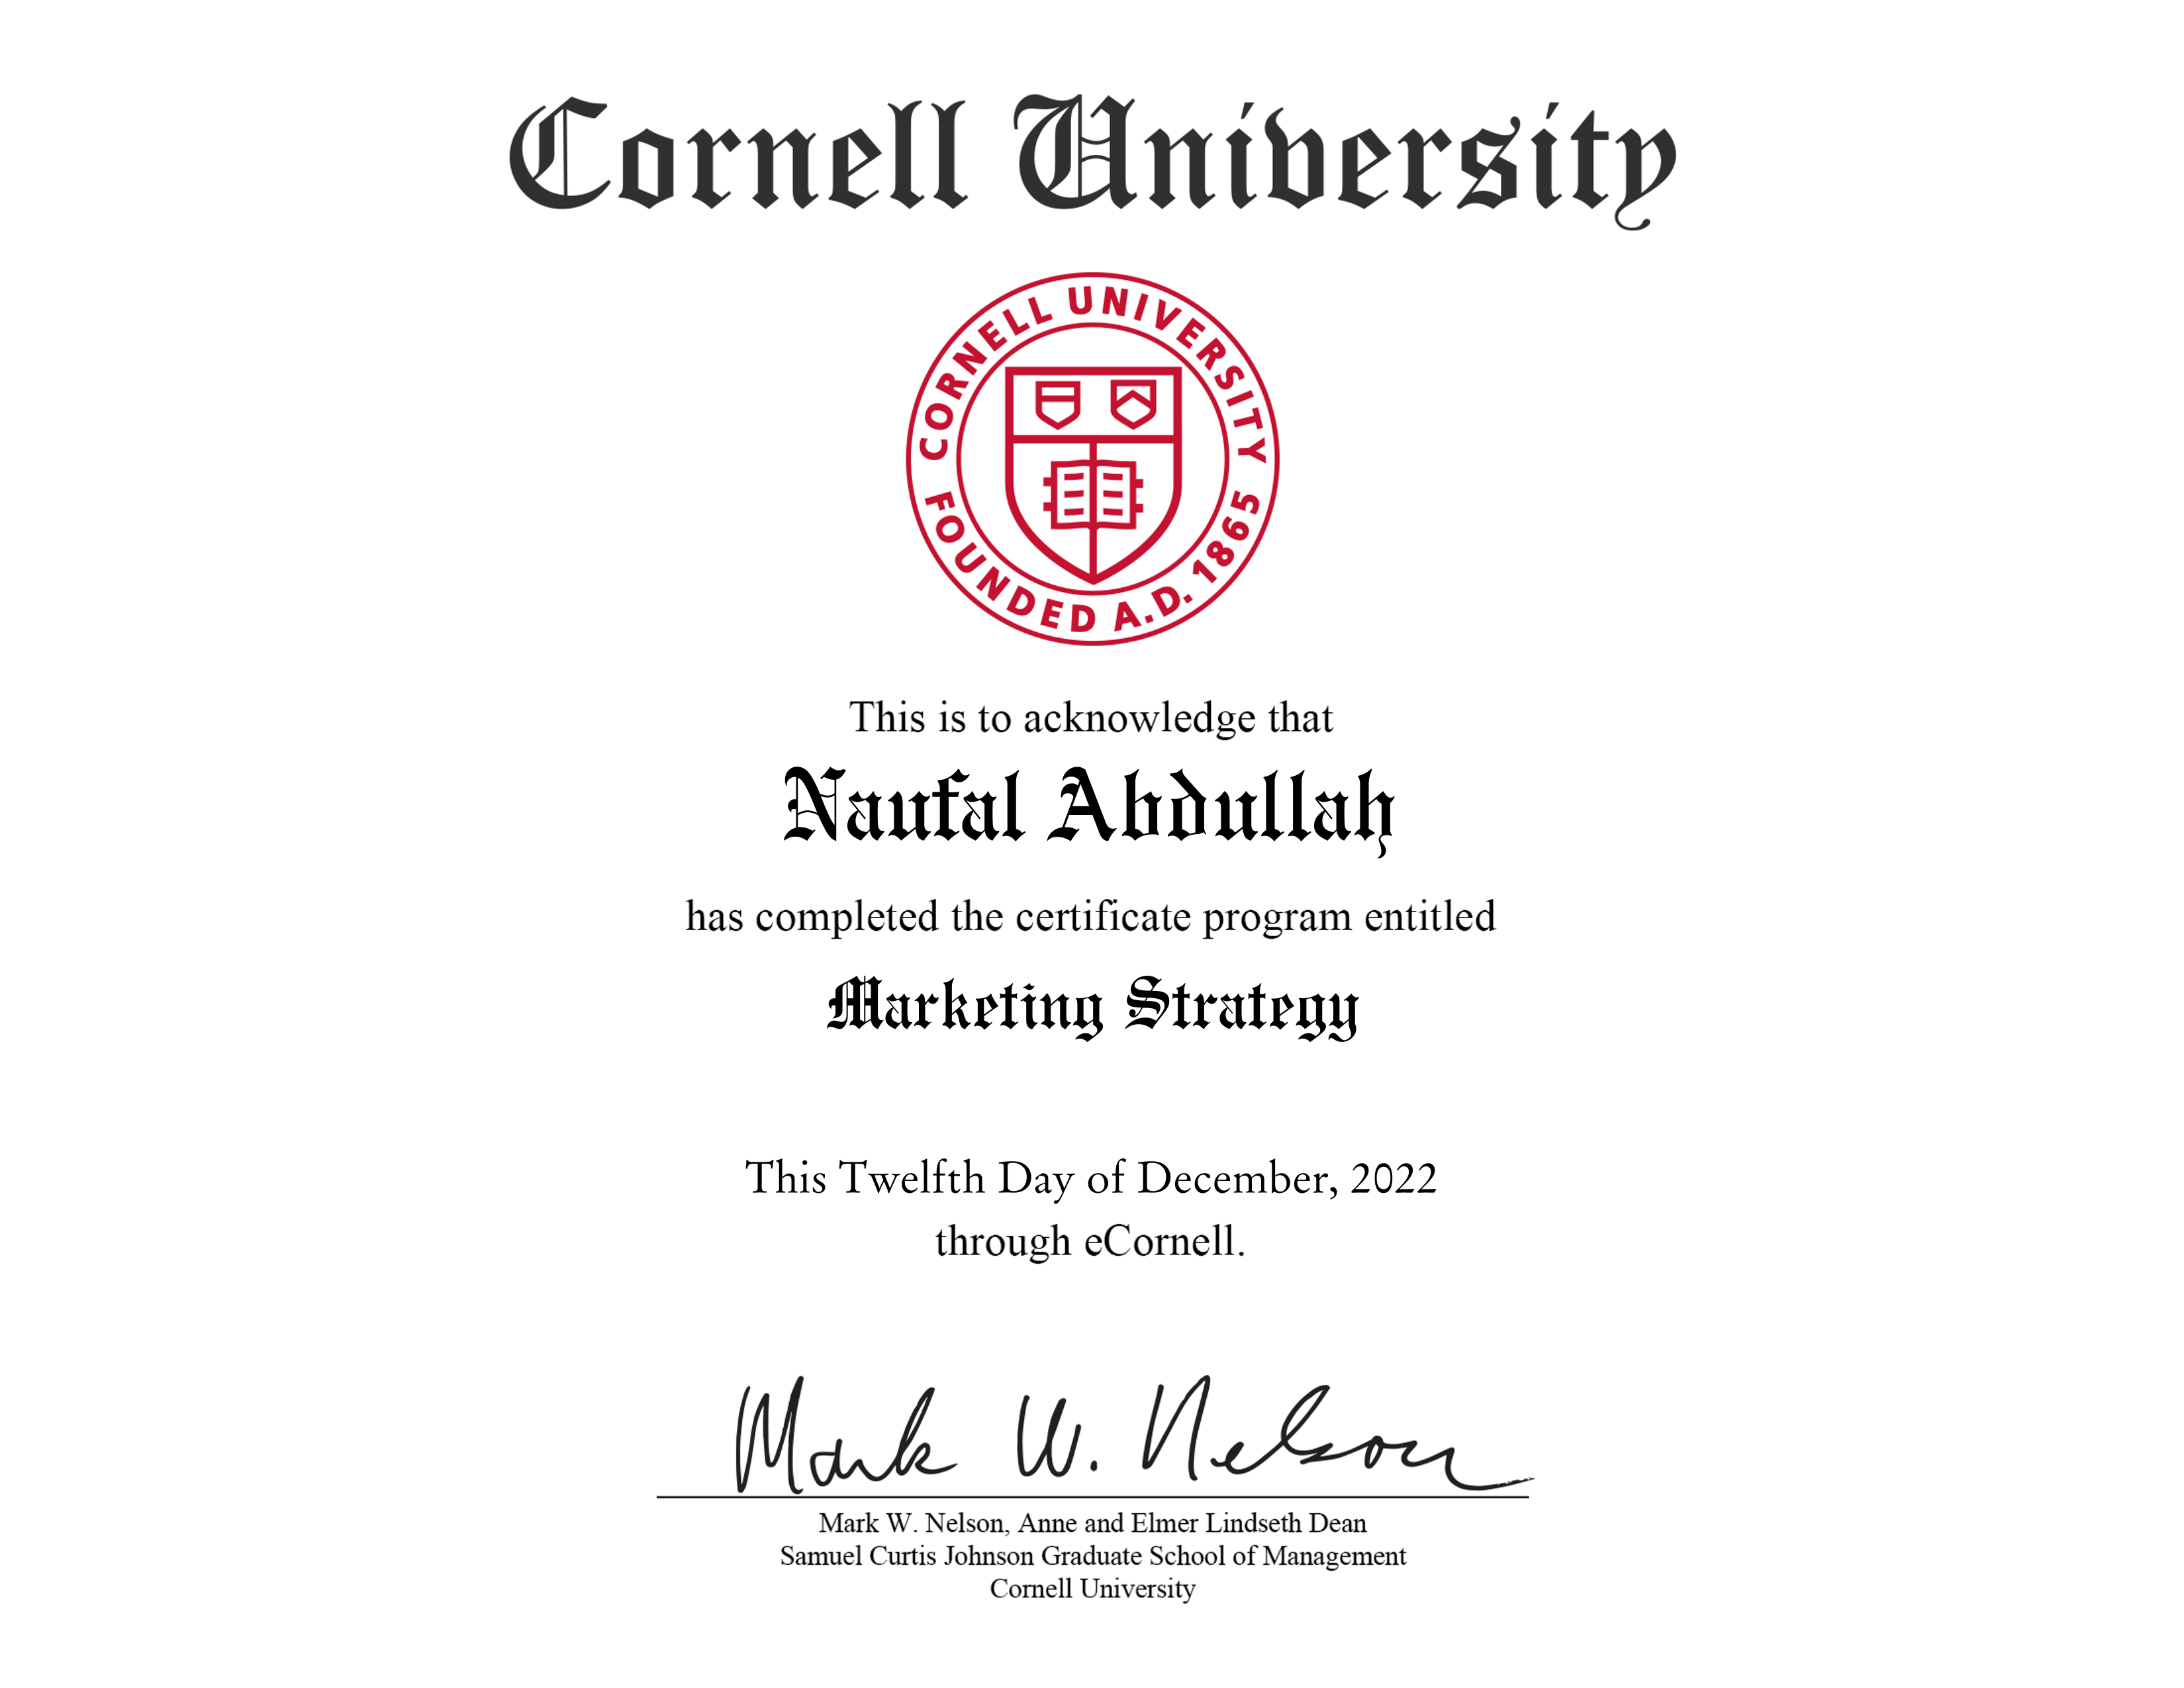 Cornell University
CORNELL UNIVERSITY
FOUNDED A.D. 1865
This is to acknowledge that
Naufal Abdullah
has completed the certificate program entitled
Marketing Strategy
This Twelfth Day of December, 2022
through eCornell.
Mark W. Nelson
Mark W. Nelson, Anne and Elmer Lindseth Dean
Samuel Curtis Johnson Graduate School of Management
Cornell University